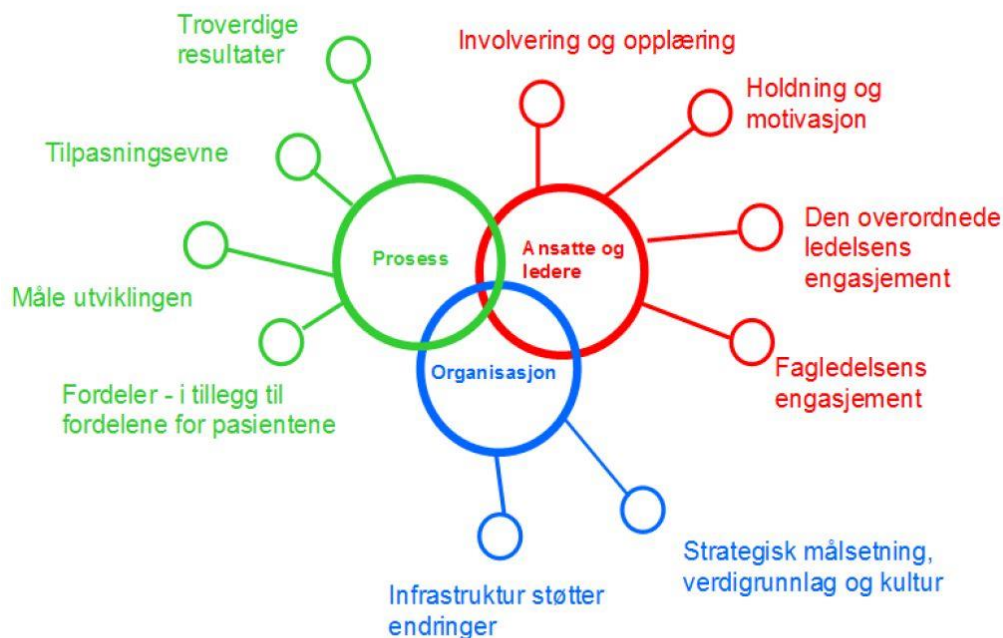 Troverdige
resultater
Involvering og opplæring
Holdning og
motivasjon
Tilpasningsevne
Den overordnede
ledelsens
engasjement
Prosess
Ansatte og
ledere
Måle utviklingen
Fagledelsens
engasjement
Organisasjon
Fordeler - i tillegg til
fordelene for pasientene
Strategisk målsetning,
verdigrunnlag og kultur
Infrastruktur støtter
endringer